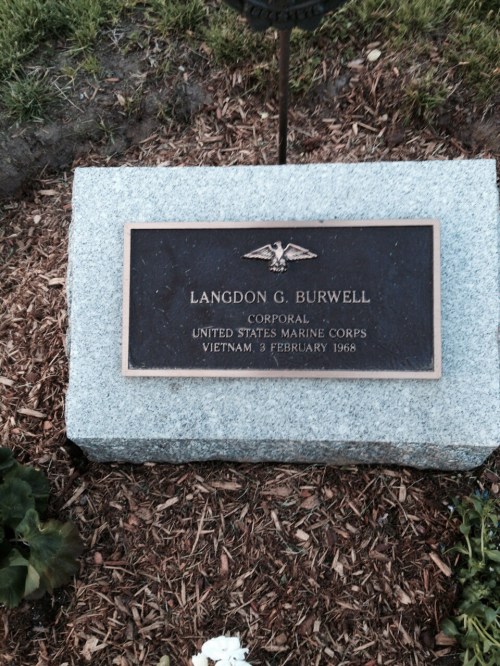 LANGDON G. BURWELL
CORPORAL
UNITED STATES MARINE CORPS
VIETNAM, 3 FEBRUARY 1968